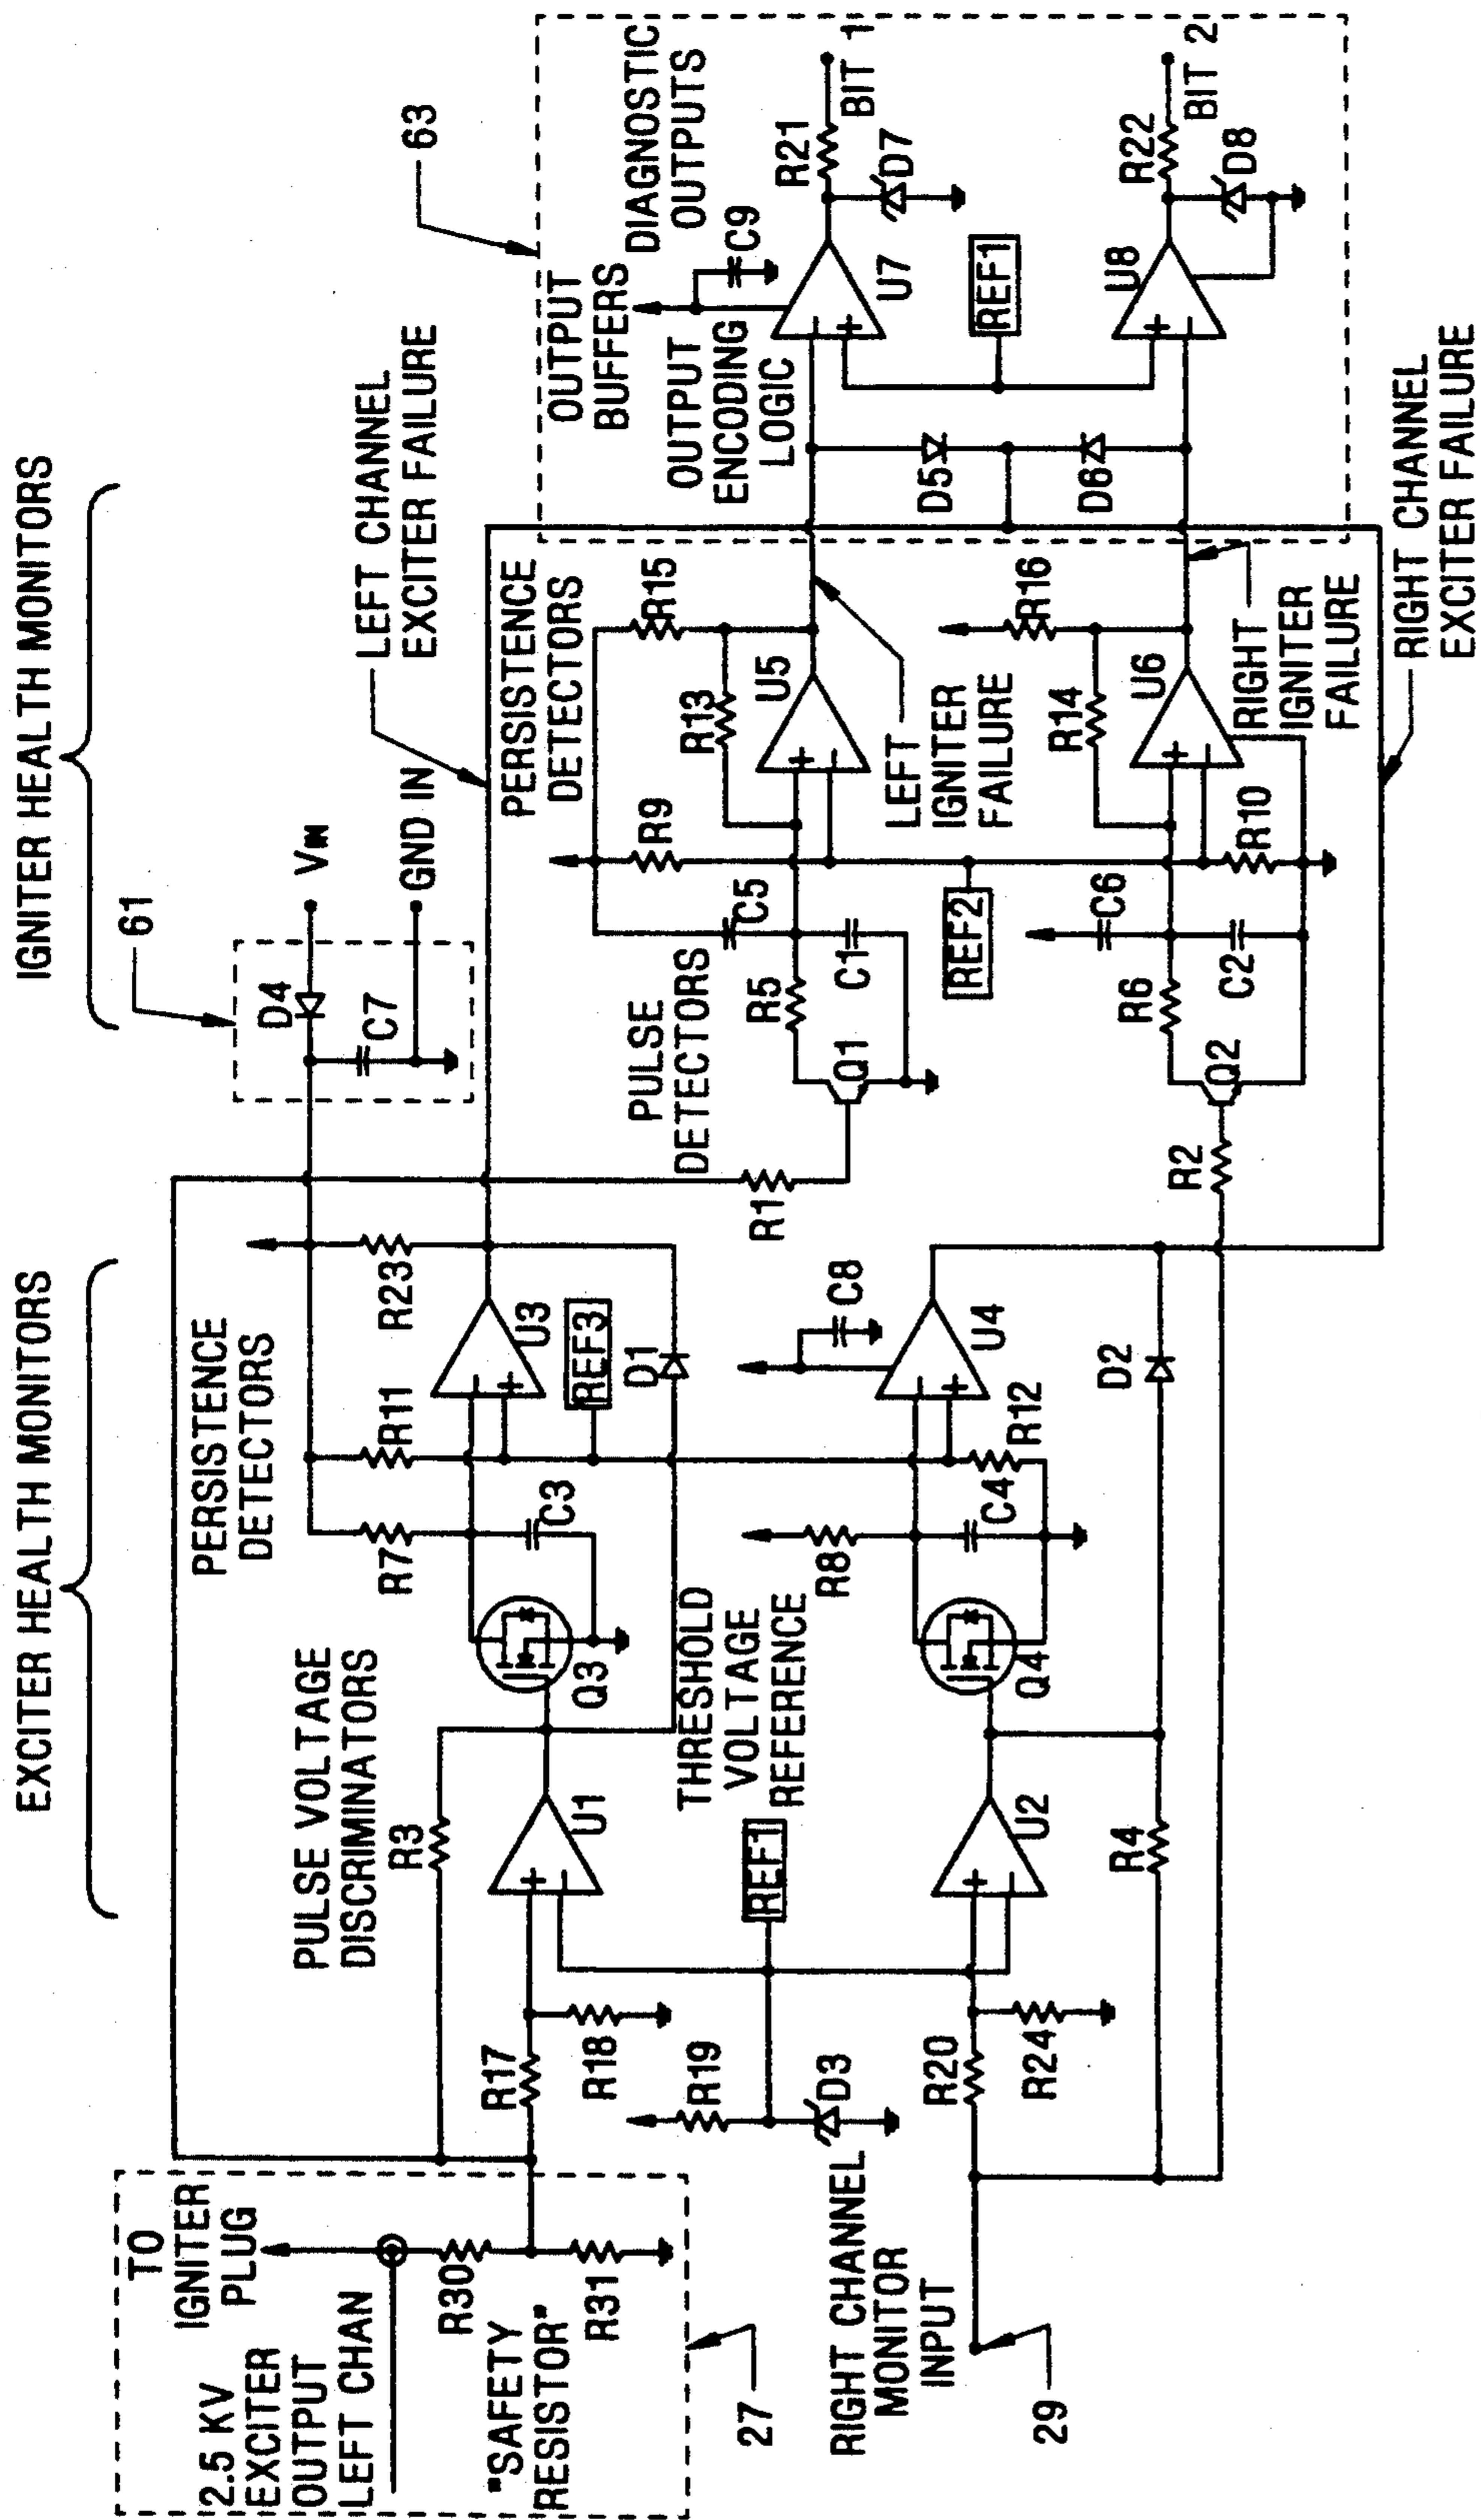 EXCITER HEALTH MONITORS
IGNITER HEALTH MONITORS
TO
IGNITER
PLUG
2.5 KV
EXCITER
OUTPUT
LEFT CHAN
R30
"SAFETY
RESISTOR"
R31
27
RIGHT CHANNEL
MONITOR
INPUT
29
PULSE VOLTAGE
DISCRIMINATORS
R3
R17
R18
U1
+
−
R19
D3
REF1
THRESHOLD
VOLTAGE
REFERENCE
R20
R24
U2
+
−
R4
PERSISTENCE
DETECTORS
R7
R11
R23
Q3
C3
U3
−
+
REF3
D1
R8
Q4
C4
R12
C8
U4
−
+
D2
61
D4
C7
VIN
GND IN
LEFT CHANNEL
EXCITER FAILURE
PULSE
DETECTORS
R1
Q1
R5
C5
C1
R9
PERSISTENCE
DETECTORS
R13
R15
U5
+
−
REF2
LEFT
IGNITER
FAILURE
R2
Q2
R6
C6
C2
R10
R14
R16
U6
+
−
RIGHT
IGNITER
FAILURE
RIGHT CHANNEL
EXCITER FAILURE
63
OUTPUT
BUFFERS
OUTPUT
ENCODING
LOGIC
DIAGNOSTIC
OUTPUTS
C9
D5
D6
U7
−
+
REF1
U8
+
−
R21
D7
BIT 1
R22
D8
BIT 2